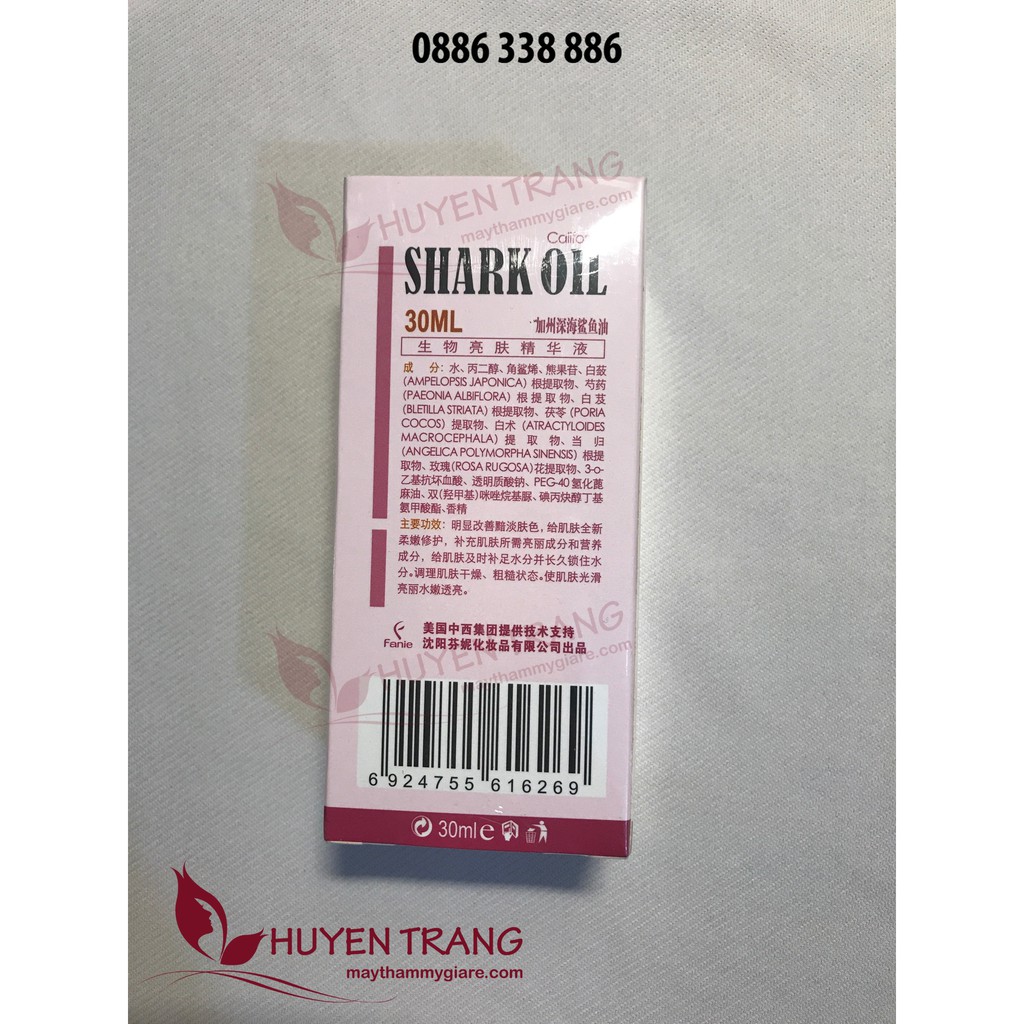 0886 338 886
HUYEN TRANG
maythammygiare.com
SHARK OIL
30ML 加州深海鲨鱼油
生物亮肤精华液
成 分:水、丙二醇、角鲨烯、熊果苷、白蔹
(AMPELOPSIS JAPONICA)根提取物、芍药
(PAEONIA ALBIFLORA)根提取物、白芨
(BLETILLA STRIATA)根提取物、茯苓(PORIA
COCOS)提取物、白术(ATRACTYLOIDES
MACROCEPHALA)提取物、当归
(ANGELICA POLYMORPHA SINENSIS)根提
取物、玫瑰(ROSA RUGOSA)花提取物、3-o-
乙基抗坏血酸、透明质酸钠、PEG-40氢化蓖
麻油、双(羟甲基)咪唑烷基脲、碘丙炔醇丁基
氨甲酸酯、香精
主要功效:明显改善黯淡肤色,给肌肤全新
柔嫩修护,补充肌肤所需亮丽成分和营养
成分,给肌肤及时补足水分并长久锁住水
分。调理肌肤干燥、粗糙状态。使肌肤光滑
亮丽水嫩透亮。
美国中西集团提供技术支持
Fanie 沈阳芬妮化妆品有限公司出品
HUYEN TRANG
maythammygiare.com
6 924755 616269
30ml e
HUYEN TRANG
maythammygiare.com